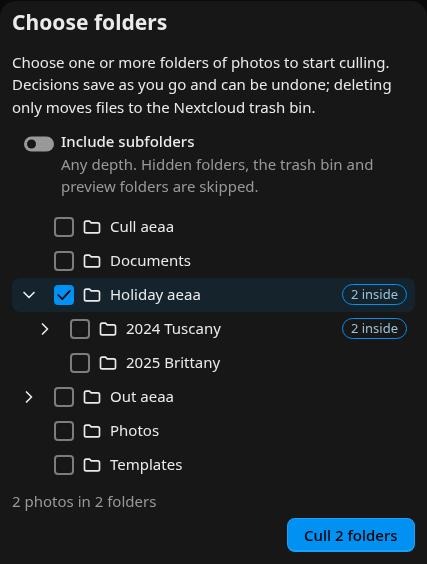 Choose folders
Choose one or more folders of photos to start culling.
Decisions save as you go and can be undone; deleting
only moves files to the Nextcloud trash bin.
Include subfolders
Any depth. Hidden folders, the trash bin and
preview folders are skipped.
Cull aeaa
Documents
Holiday aeaa 2 inside
2024 Tuscany 2 inside
2025 Brittany
Out aeaa
Photos
Templates
2 photos in 2 folders
Cull 2 folders